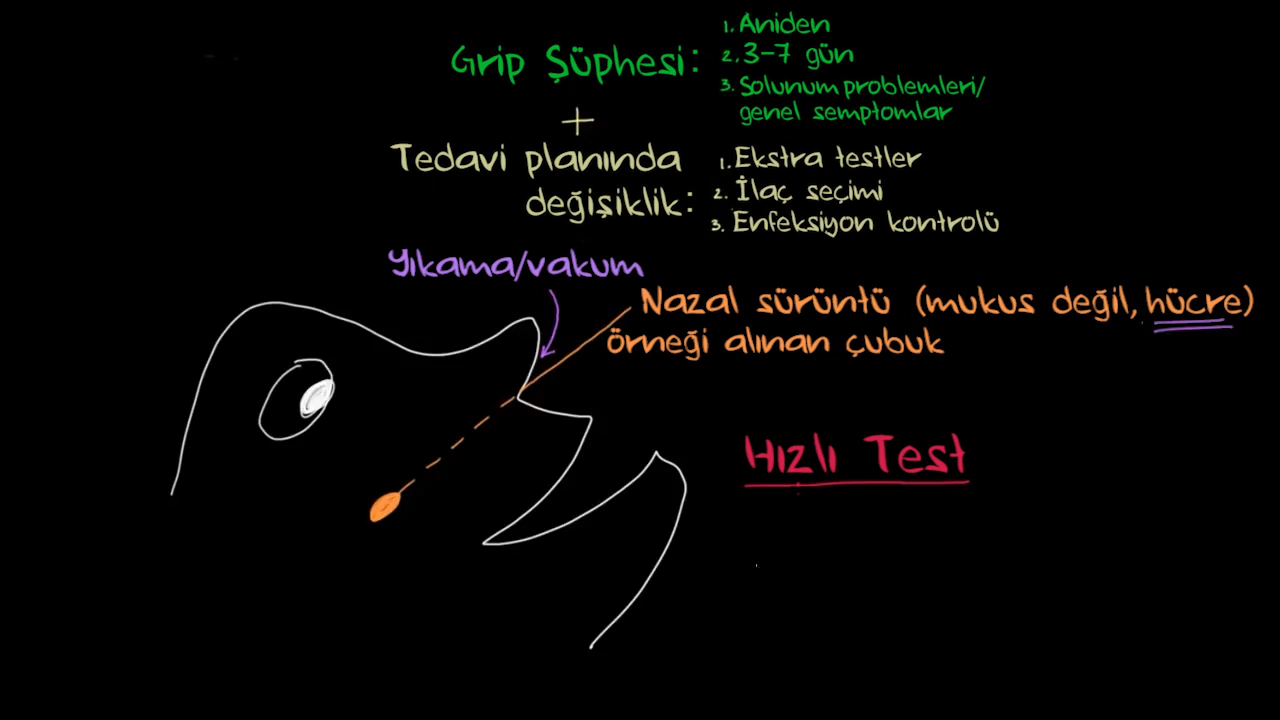 Grip Şüphesi:
1. Aniden
2. 3-7 gün
3. Solunum problemleri/
genel semptomlar
+
Tedavi planında
değişiklik:
1. Ekstra testler
2. İlaç seçimi
3. Enfeksiyon kontrolü
Yıkama/vakum
Nazal sürüntü (mukus değil, hücre)
örneği alınan çubuk
Hızlı Test